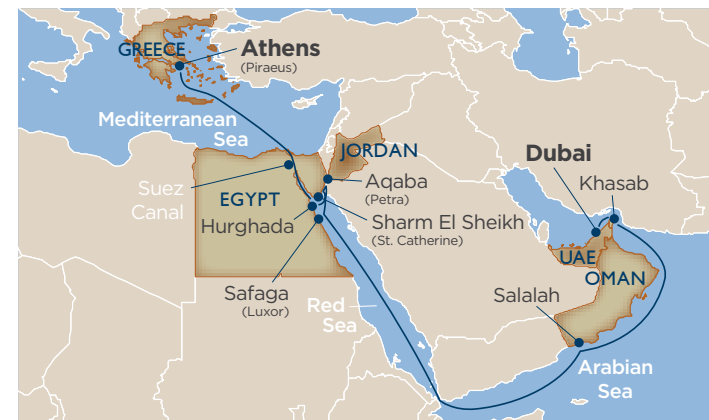 GREECE
Athens
(Piraeus)
Mediterranean
Sea
JORDAN
Dubai
Suez
Canal
EGYPT
Aqaba
(Petra)
Khasab
Hurghada
Sharm El Sheikh
(St. Catherine)
UAE
OMAN
Safaga
(Luxor)
Red
Sea
Salalah
Arabian
Sea